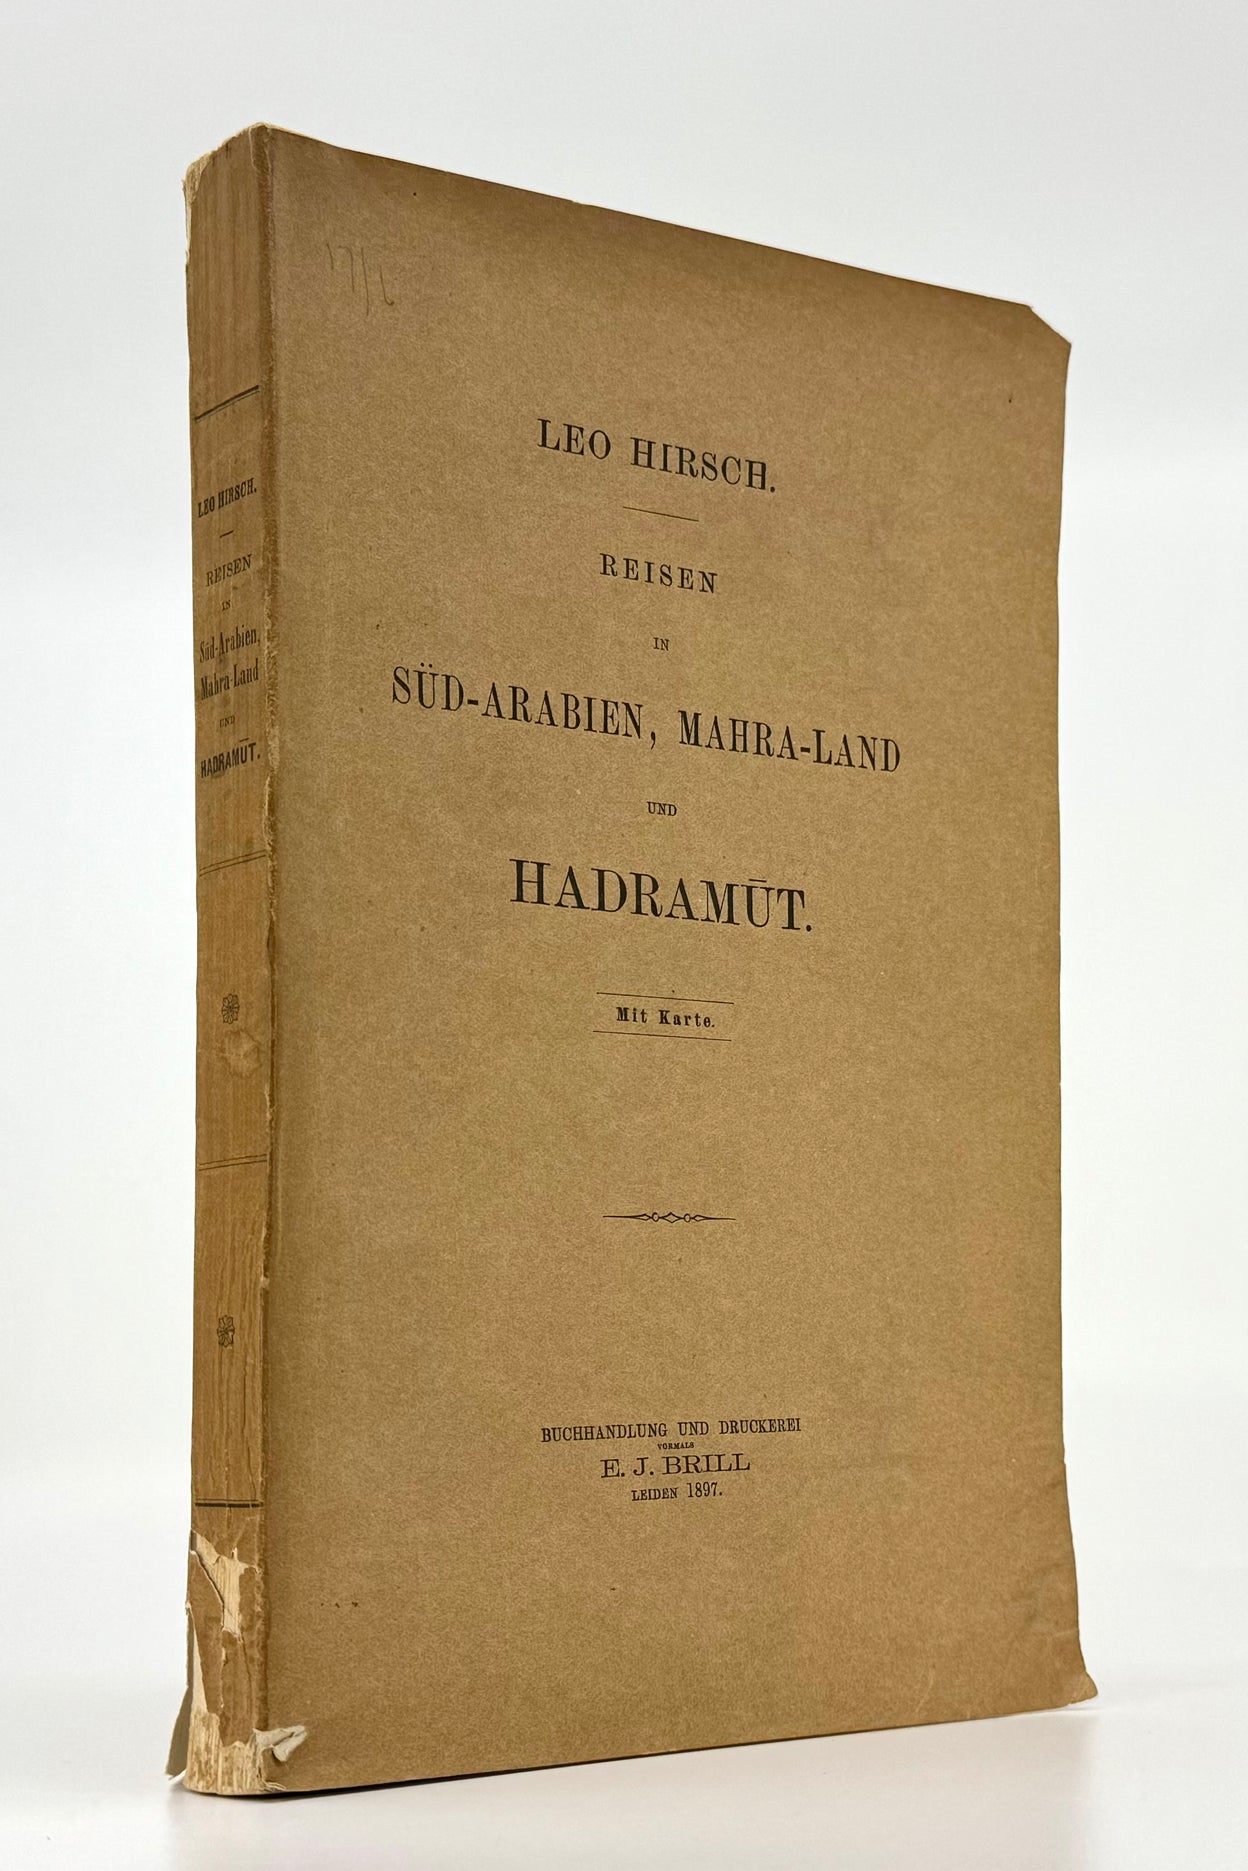 LEO HIRSCH.
REISEN
IN
Süd-Arabien,
Mahra-Land
UND
HADRAMŪT.
LEO HIRSCH.
REISEN
IN
SÜD-ARABIEN, MAHRA-LAND
UND
HADRAMŪT.
Mit Karte.
BUCHHANDLUNG UND DRUCKEREI
VORMALS
E. J. BRILL
LEIDEN 1897.